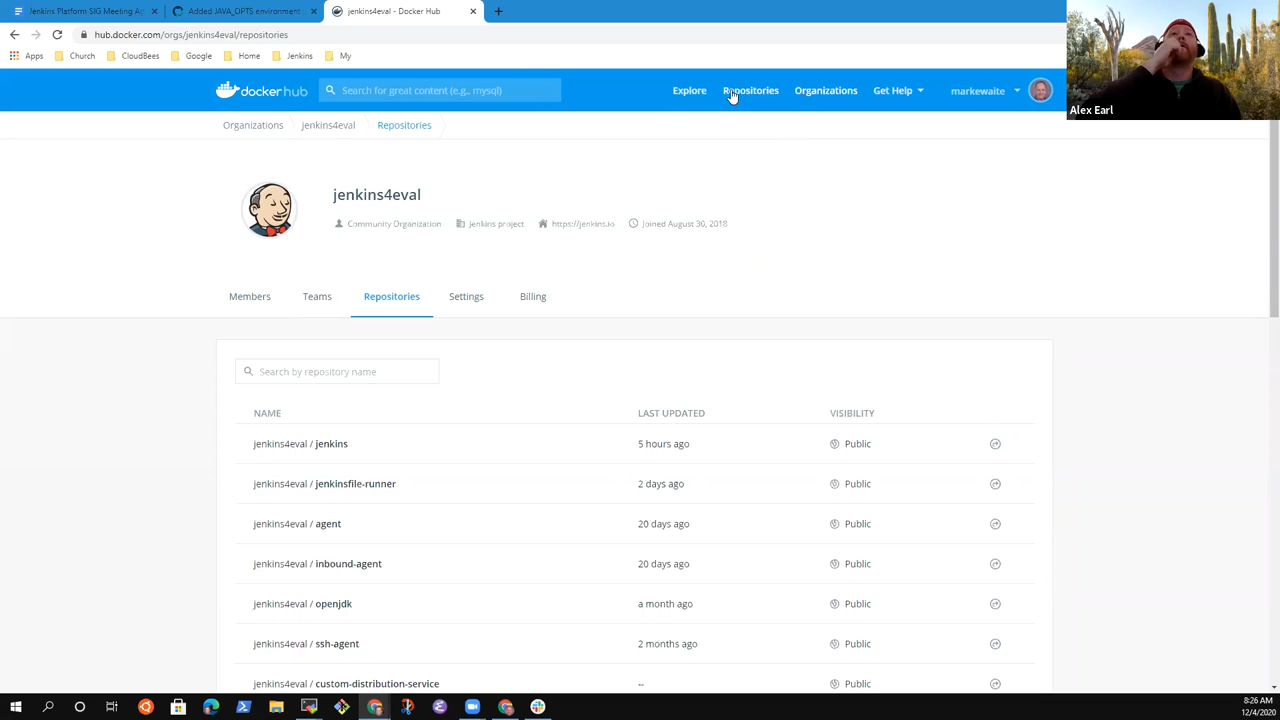 Jenkins Platform SIG Meeting Ag
Added JAVA_OPTS environment
jenkins4eval - Docker Hub
hub.docker.com/orgs/jenkins4eval/repositories
Apps Church CloudBees Google Home Jenkins My
dockerhub Search for great content (e.g., mysql) Explore Repositories Organizations Get Help markewaite
Alex Earl
Organizations jenkins4eval Repositories
jenkins4eval
Community Organization Jenkins project https://jenkins.io Joined August 30, 2018
Members Teams Repositories Settings Billing
Search by repository name
NAME LAST UPDATED VISIBILITY
jenkins4eval / jenkins 5 hours ago Public
jenkins4eval / jenkinsfile-runner 2 days ago Public
jenkins4eval / agent 20 days ago Public
jenkins4eval / inbound-agent 20 days ago Public
jenkins4eval / openjdk a month ago Public
jenkins4eval / ssh-agent 2 months ago Public
jenkins4eval / custom-distribution-service -- Public
8:26 AM
12/4/2020